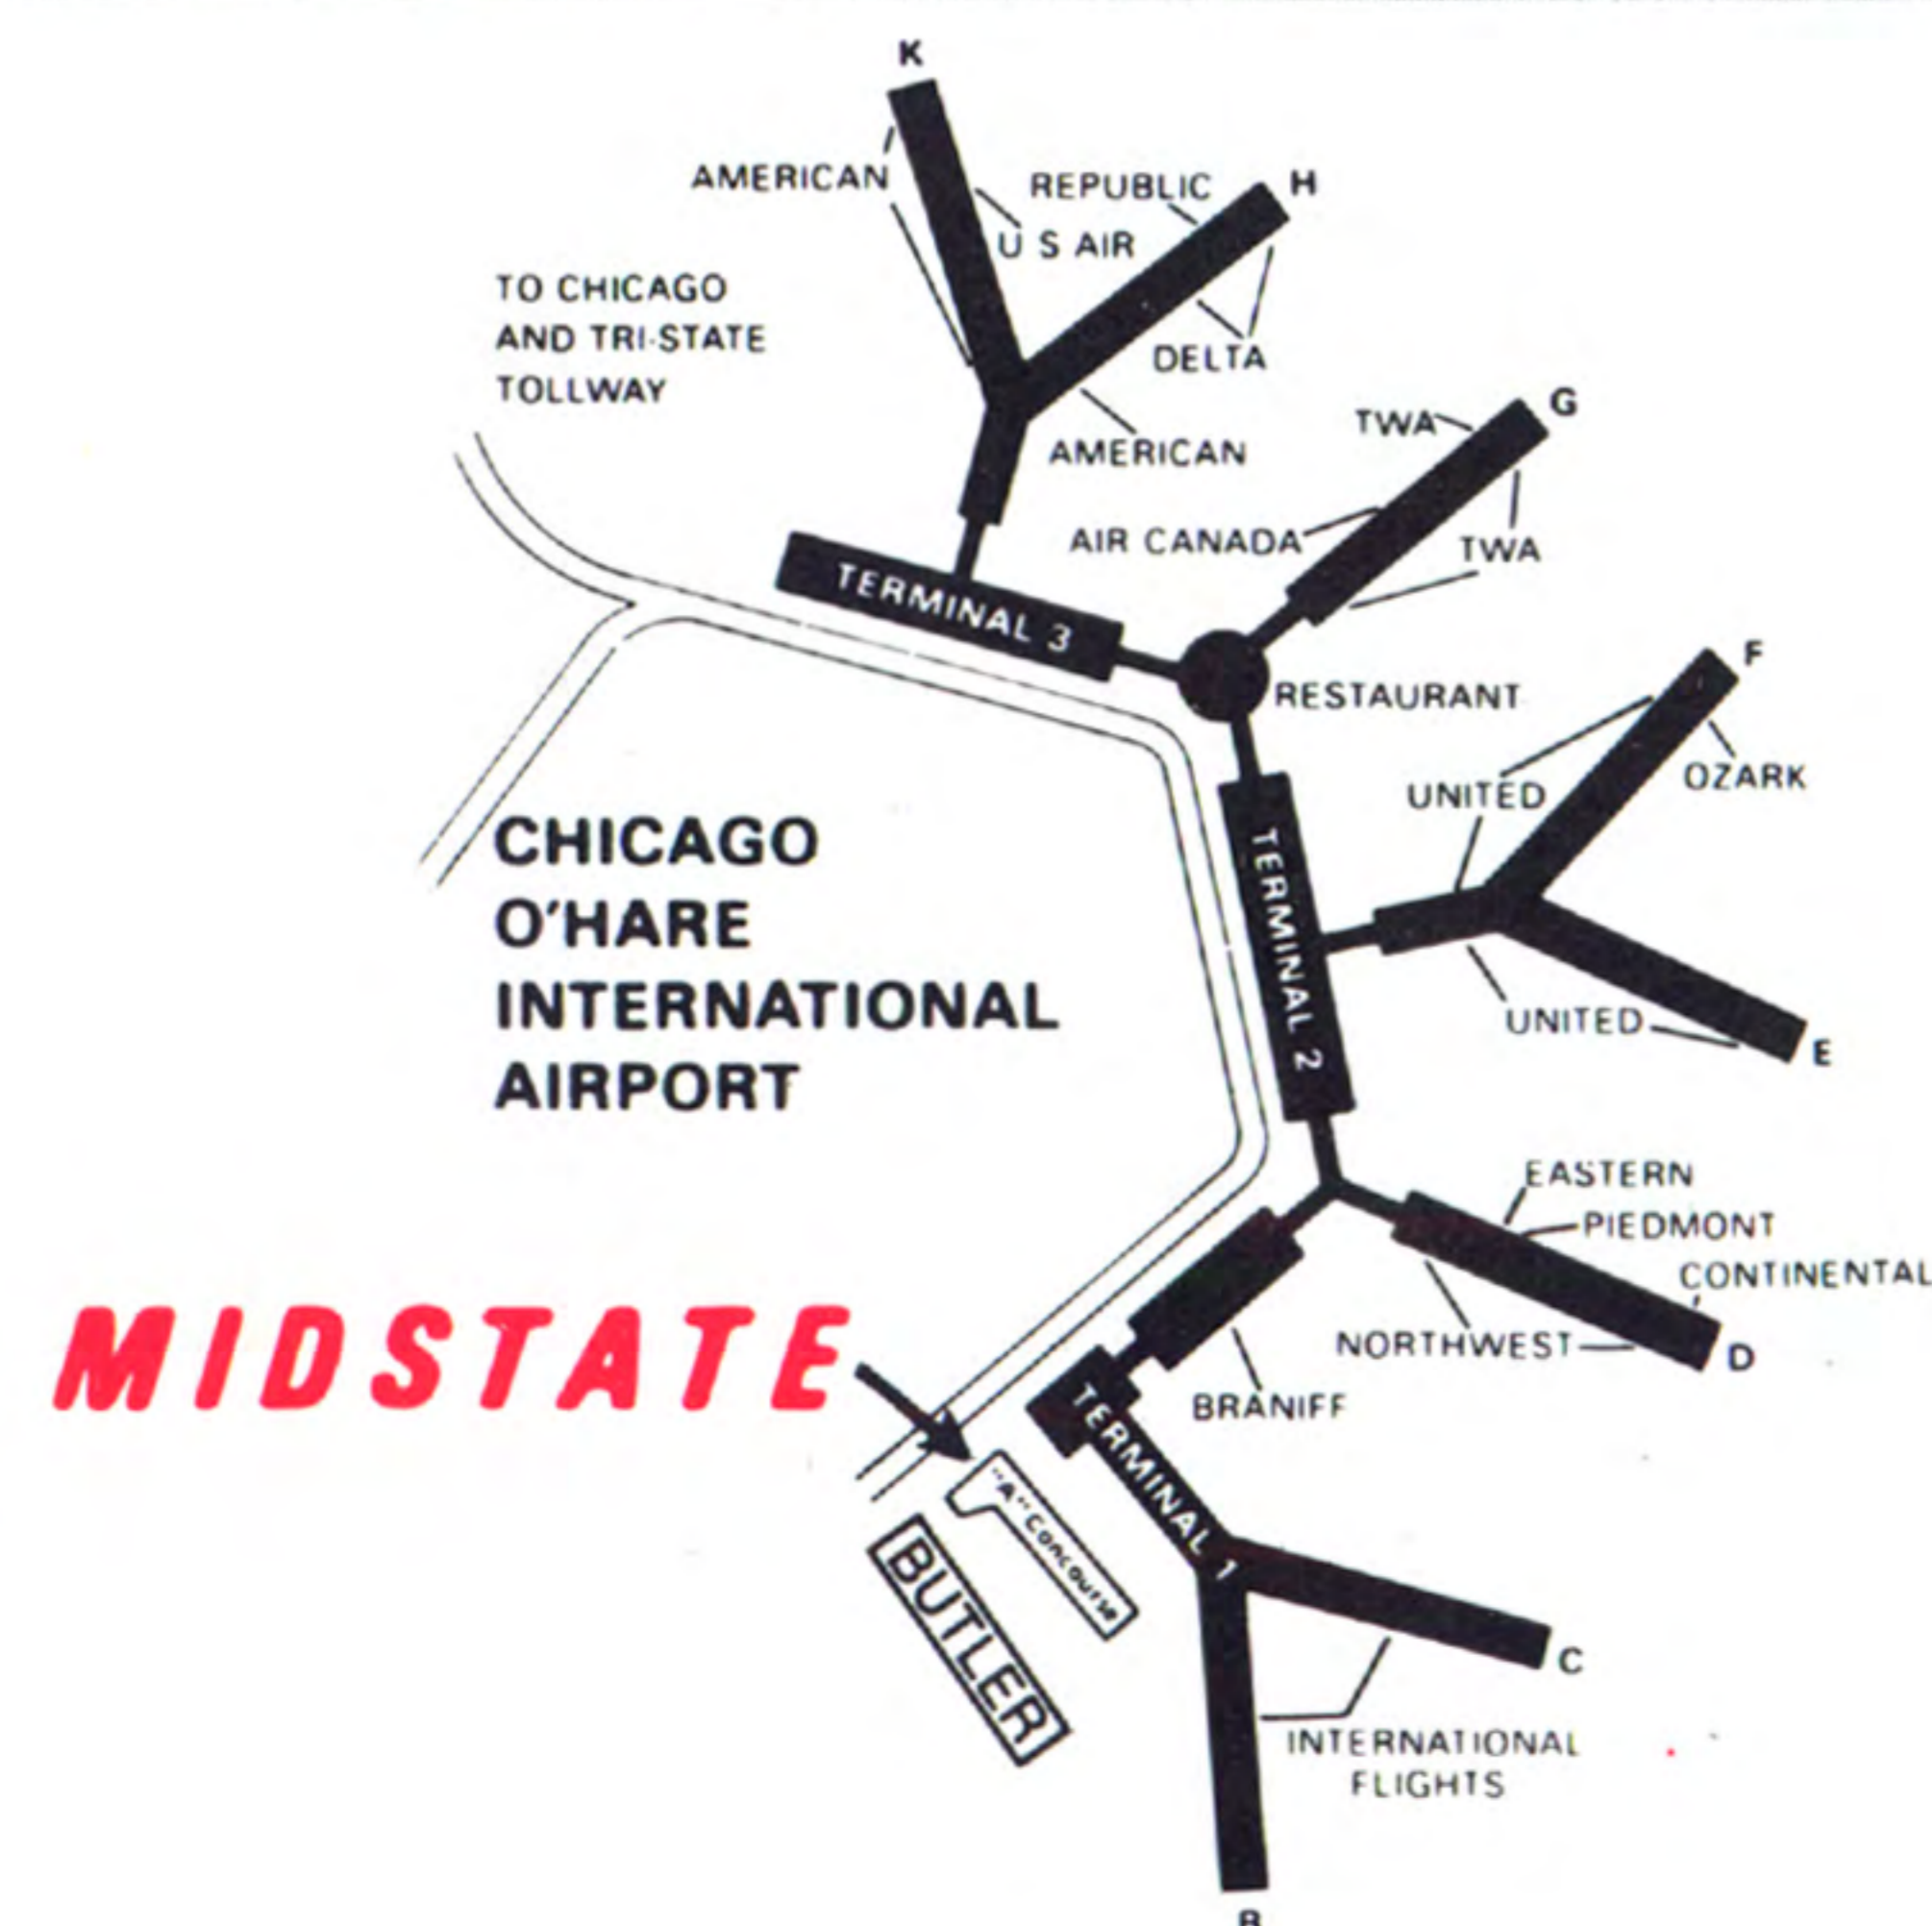 K
AMERICAN
REPUBLIC
H
U S AIR
TO CHICAGO
AND TRI-STATE
TOLLWAY
DELTA
G
TWA
AMERICAN
AIR CANADA
TWA
TERMINAL 3
F
RESTAURANT
OZARK
UNITED
CHICAGO
O'HARE
INTERNATIONAL
AIRPORT
TERMINAL 2
UNITED
E
EASTERN
PIEDMONT
CONTINENTAL
MIDSTATE
NORTHWEST
D
BRANIFF
TERMINAL 1
"A" Concourse
BUTLER
C
INTERNATIONAL
FLIGHTS
B